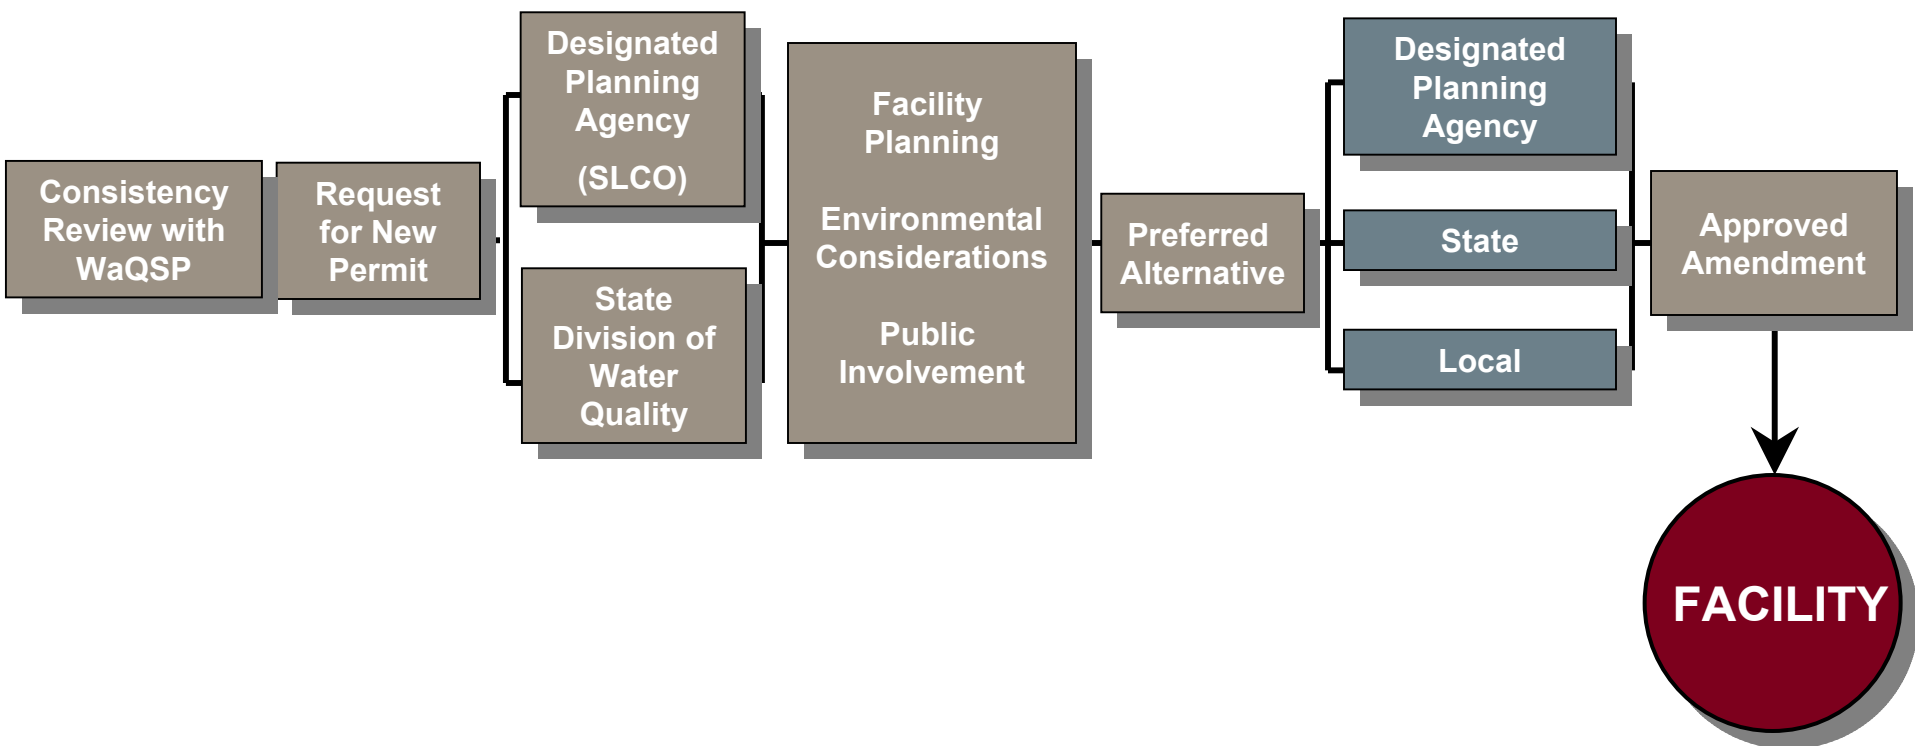 Consistency
Review with
WaQSP
Request
for New
Permit
Designated
Planning
Agency
(SLCO)
State
Division of
Water
Quality
Facility
Planning
Environmental
Considerations
Public
Involvement
Preferred
Alternative
Designated
Planning
Agency
State
Local
Approved
Amendment
FACILITY